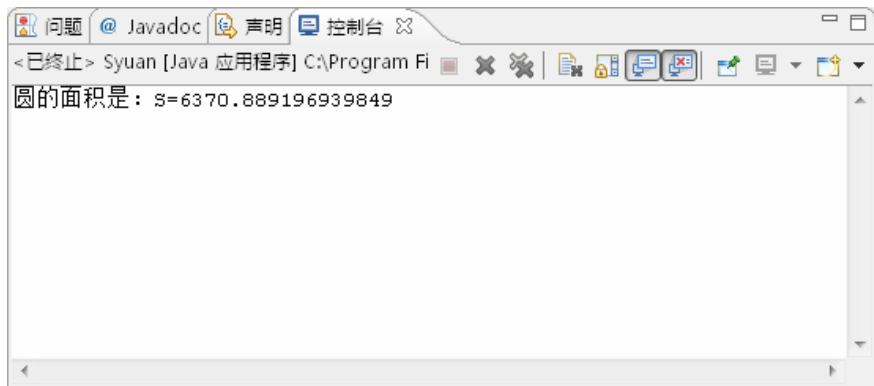 问题 @ Javadoc 声明 控制台
<已终止> Syuan [Java 应用程序] C:\Program Fi
圆的面积是：S=6370.889196939849